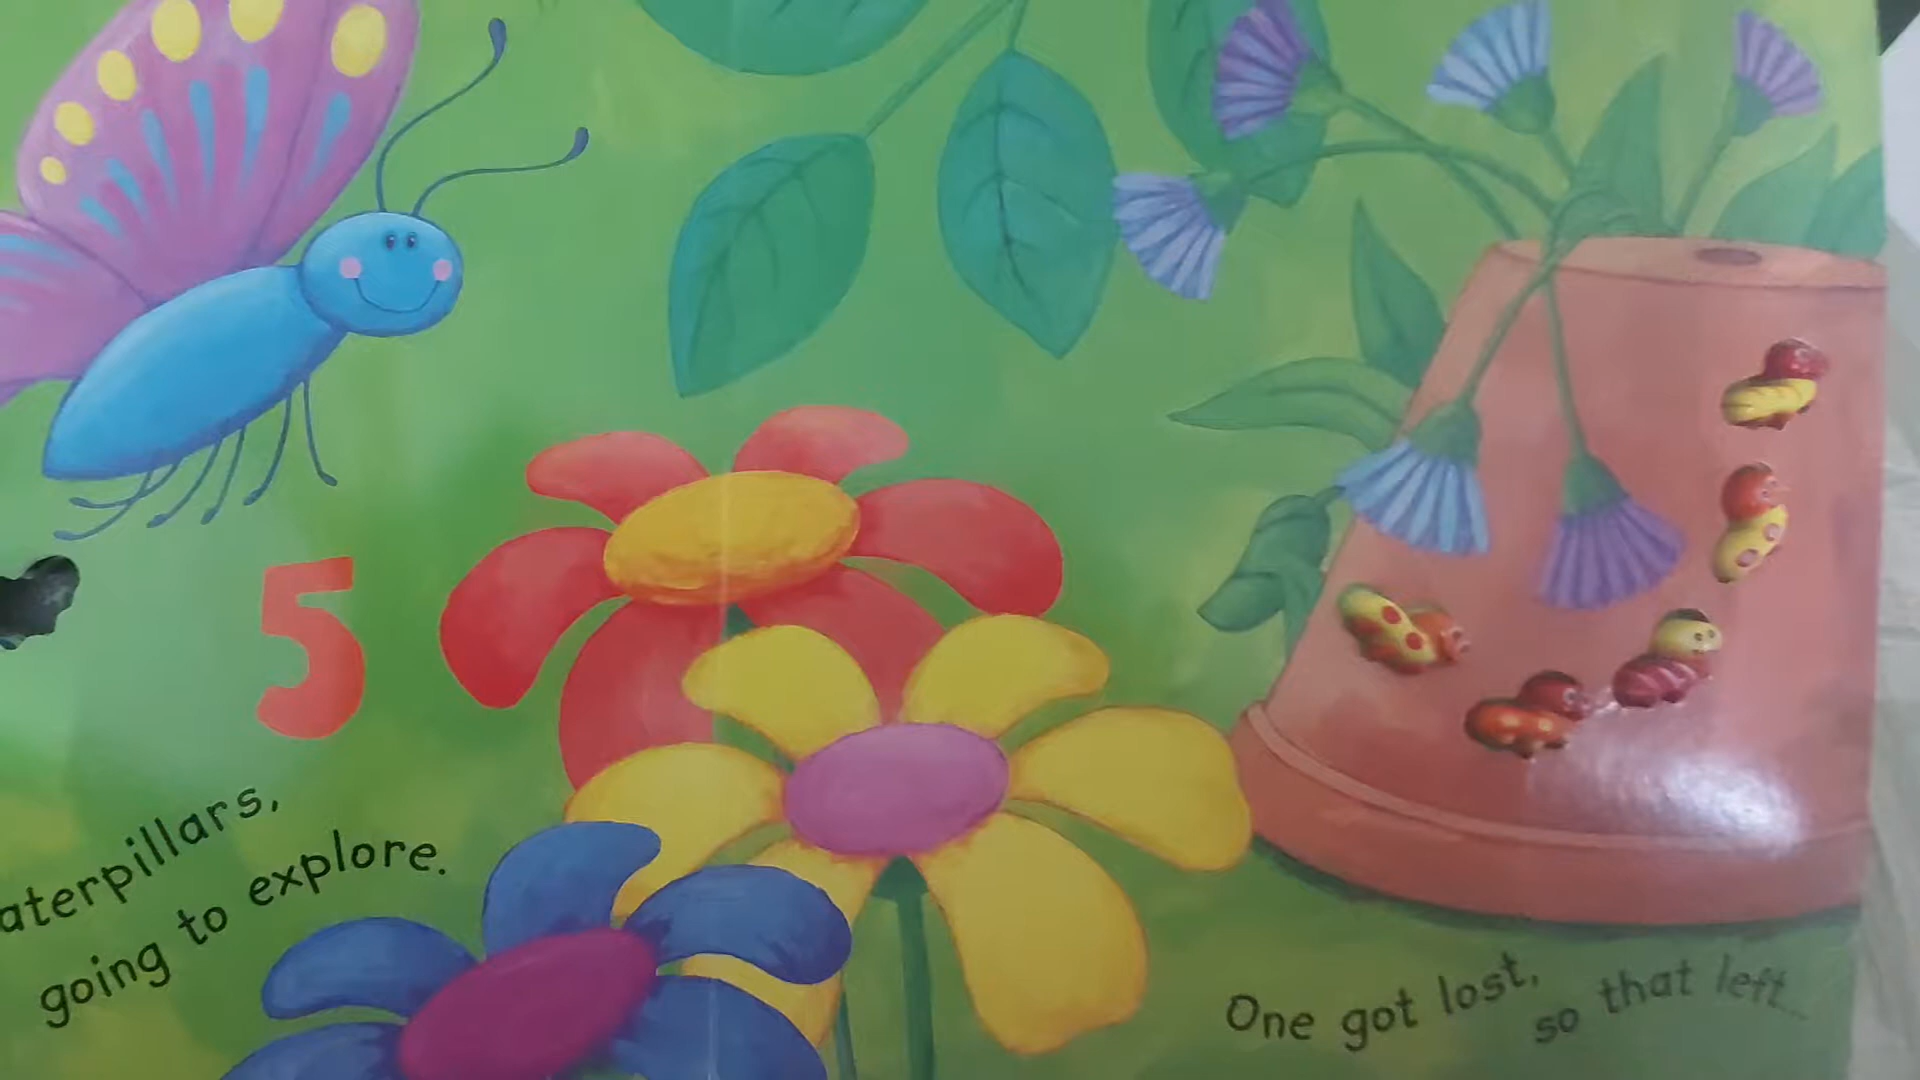 5
aterpillars,
going to explore.
One got lost,
so that left...